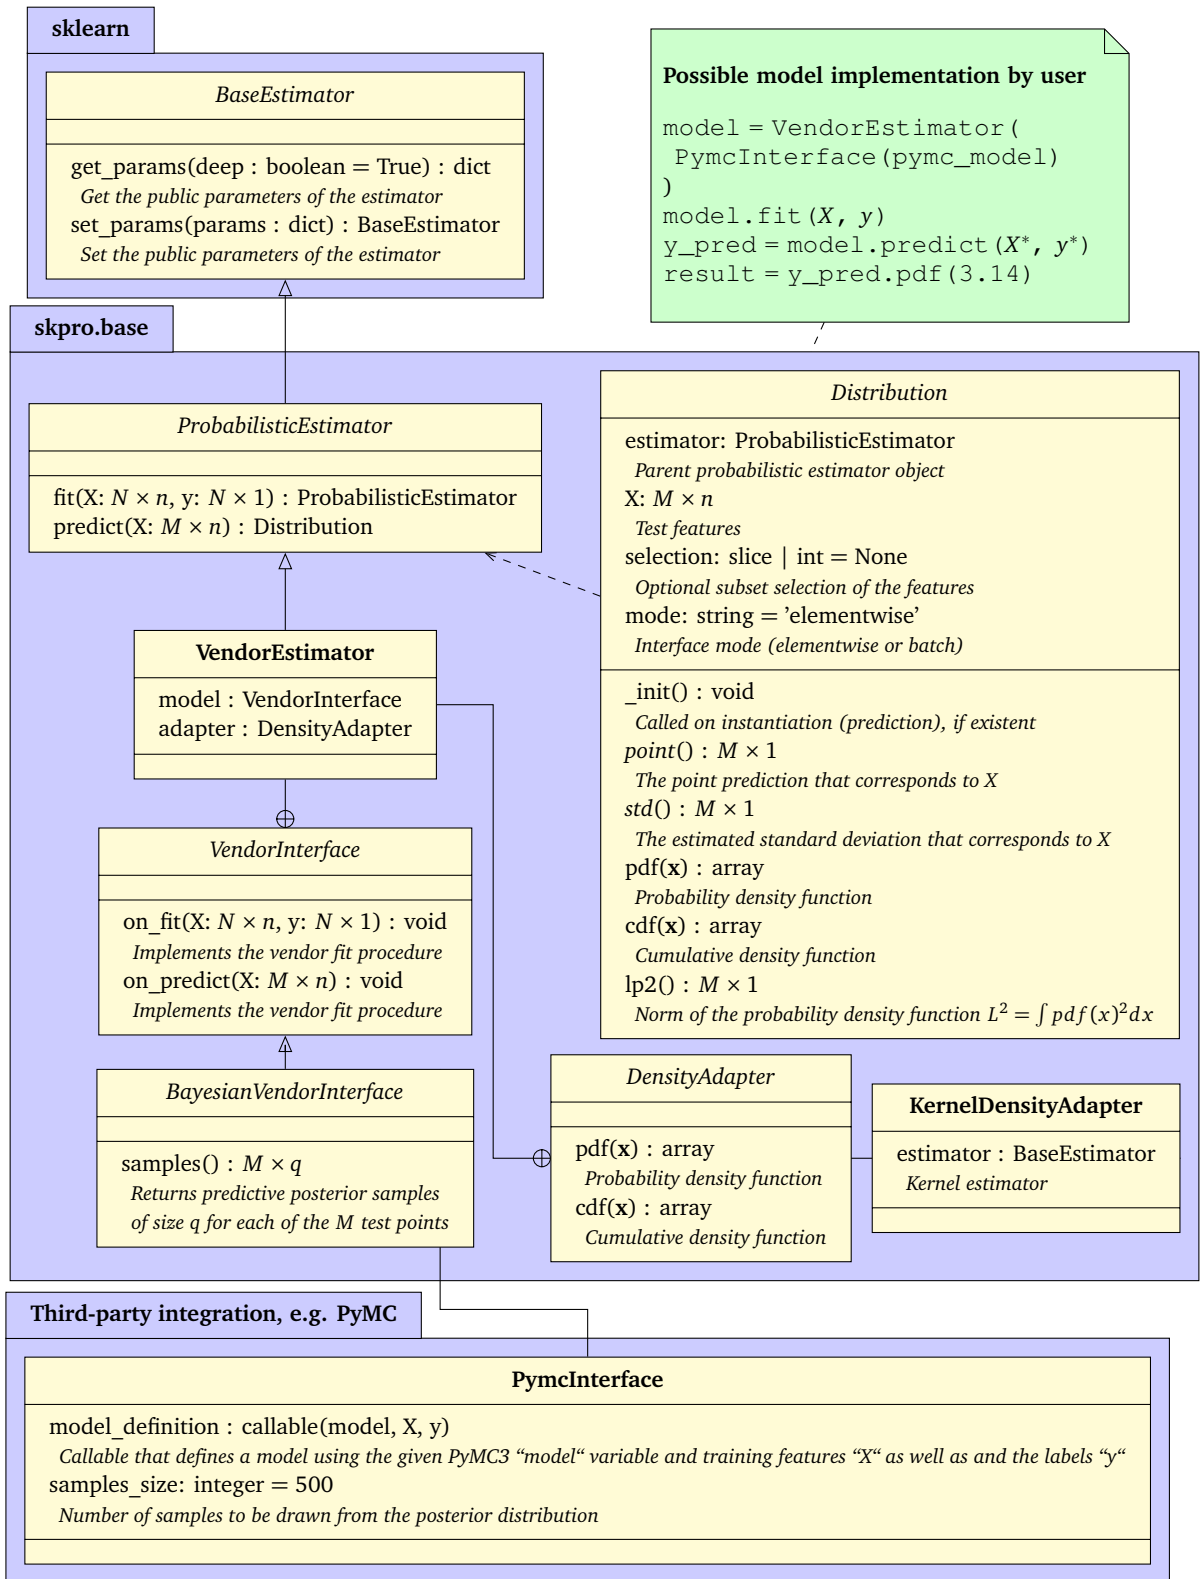 sklearn
BaseEstimator
get_params(deep : boolean = True) : dict
Get the public parameters of the estimator
set_params(params : dict) : BaseEstimator
Set the public parameters of the estimator
Possible model implementation by user
model = VendorEstimator(
PymcInterface(pymc_model)
)
model.fit(X, y)
y_pred = model.predict(X*, y*)
result = y_pred.pdf(3.14)
skpro.base
ProbabilisticEstimator
fit(X: N × n, y: N × 1) : ProbabilisticEstimator
predict(X: M × n) : Distribution
Distribution
estimator: ProbabilisticEstimator
Parent probabilistic estimator object
X: M × n
Test features
selection: slice | int = None
Optional subset selection of the features
mode: string = ’elementwise’
Interface mode (elementwise or batch)
_init() : void
Called on instantiation (prediction), if existent
point() : M × 1
The point prediction that corresponds to X
std() : M × 1
The estimated standard deviation that corresponds to X
pdf(x) : array
Probability density function
cdf(x) : array
Cumulative density function
lp2() : M × 1
Norm of the probability density function L² = ∫ pdf(x)²dx
VendorEstimator
model : VendorInterface
adapter : DensityAdapter
VendorInterface
on_fit(X: N × n, y: N × 1) : void
Implements the vendor fit procedure
on_predict(X: M × n) : void
Implements the vendor fit procedure
BayesianVendorInterface
samples() : M × q
Returns predictive posterior samples
of size q for each of the M test points
DensityAdapter
pdf(x) : array
Probability density function
cdf(x) : array
Cumulative density function
KernelDensityAdapter
estimator : BaseEstimator
Kernel estimator
Third-party integration, e.g. PyMC
PymcInterface
model_definition : callable(model, X, y)
Callable that defines a model using the given PyMC3 “model“ variable and training features “X“ as well as and the labels “y“
samples_size: integer = 500
Number of samples to be drawn from the posterior distribution